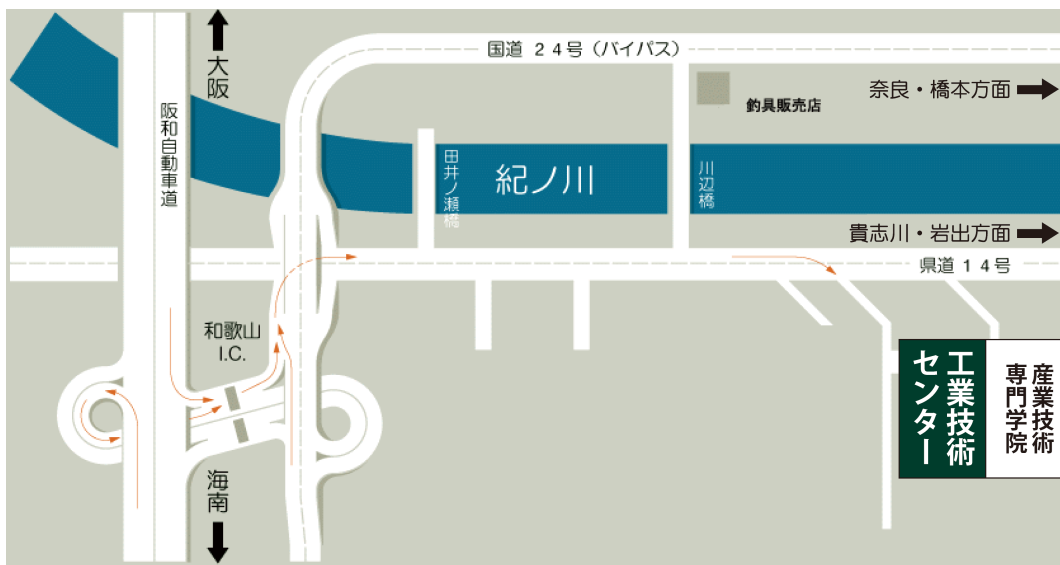 国道 24号（バイパス）
大阪
阪和自動車道
釣具販売店
奈良・橋本方面
田井ノ瀬橋
紀ノ川
川辺橋
貴志川・岩出方面
県道 14号
和歌山
I.C.
工業技術
センター
産業技術
専門学院
海南